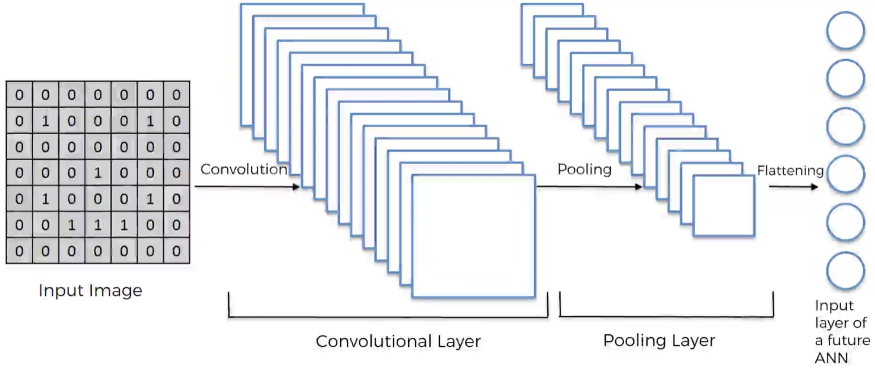 0 0 0 0 0 0 0
0 1 0 0 0 1 0
0 0 0 0 0 0 0
0 0 0 1 0 0 0
0 1 0 0 0 1 0
0 0 1 1 1 0 0
0 0 0 0 0 0 0
Input Image
Convolution
Convolutional Layer
Pooling
Pooling Layer
Flattening
Input
layer of
a future
ANN